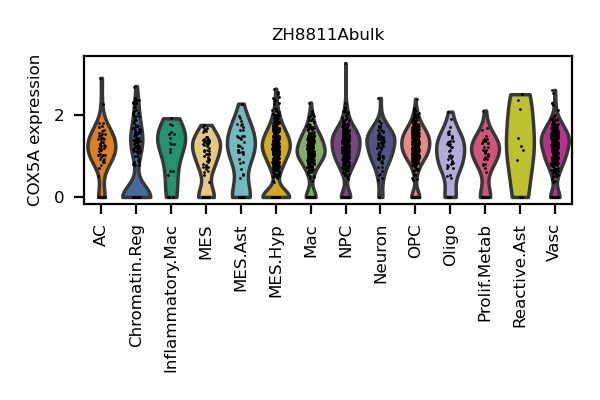 ZH8811Abulk
COX5A expression
2
0
AC
Chromatin.Reg
Inflammatory.Mac
MES
MES.Ast
MES.Hyp
Mac
NPC
Neuron
OPC
Oligo
Prolif.Metab
Reactive.Ast
Vasc